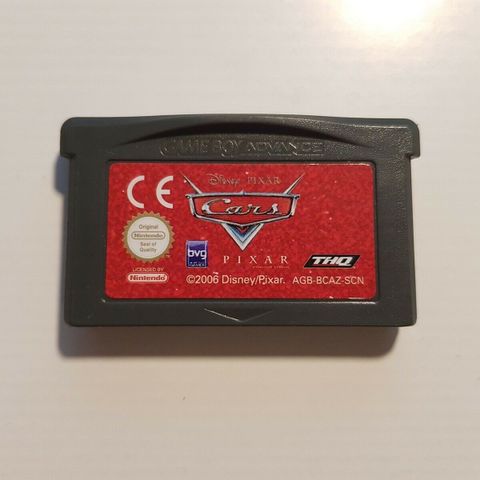 GAME BOY ADVANCE
Disney PIXAR
CE
Cars
Original
Nintendo
Seal of
Quality
bvg
PIXAR
THQ
LICENSED BY
Nintendo
©2006 Disney/Pixar. AGB-BCAZ-SCN